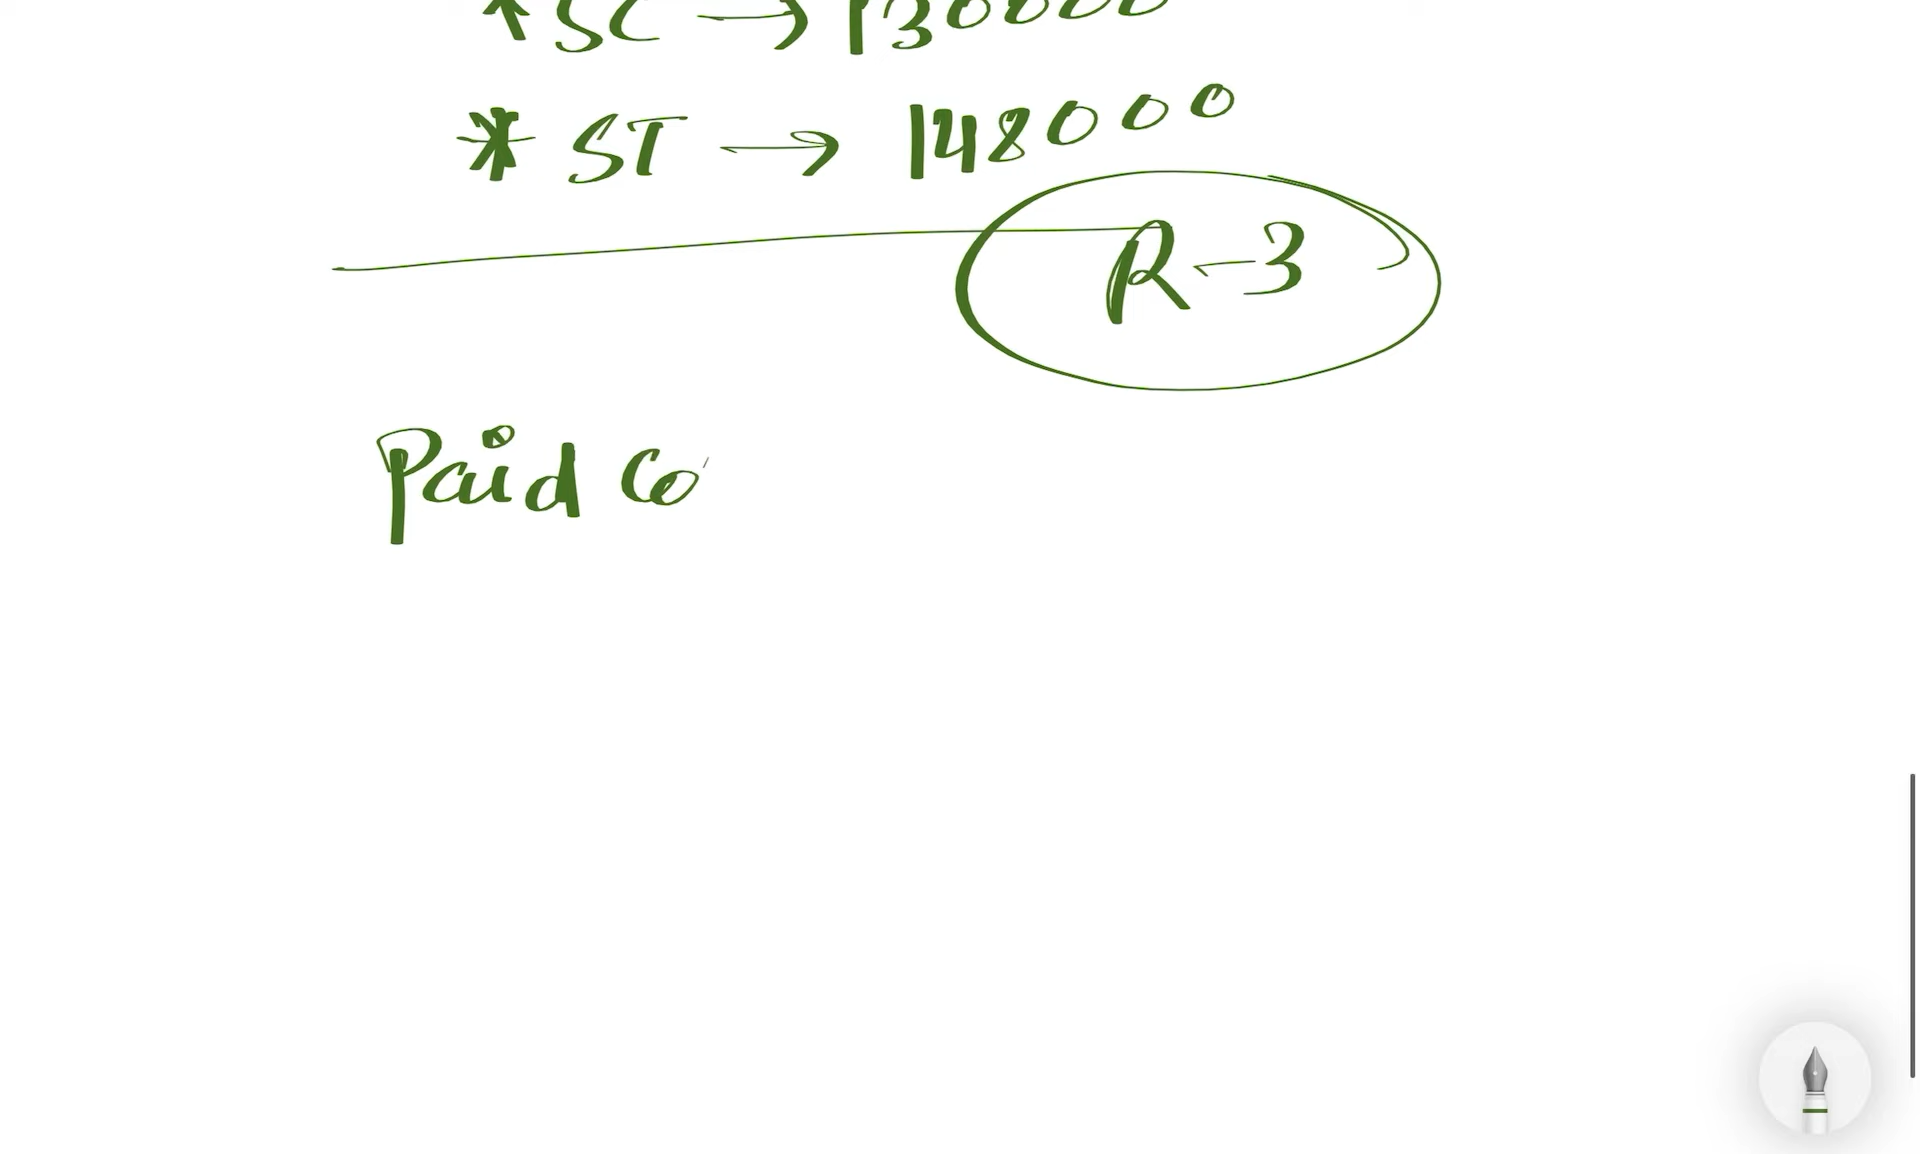 * SC → 130000
* ST → 148000
R-3
Paid Co